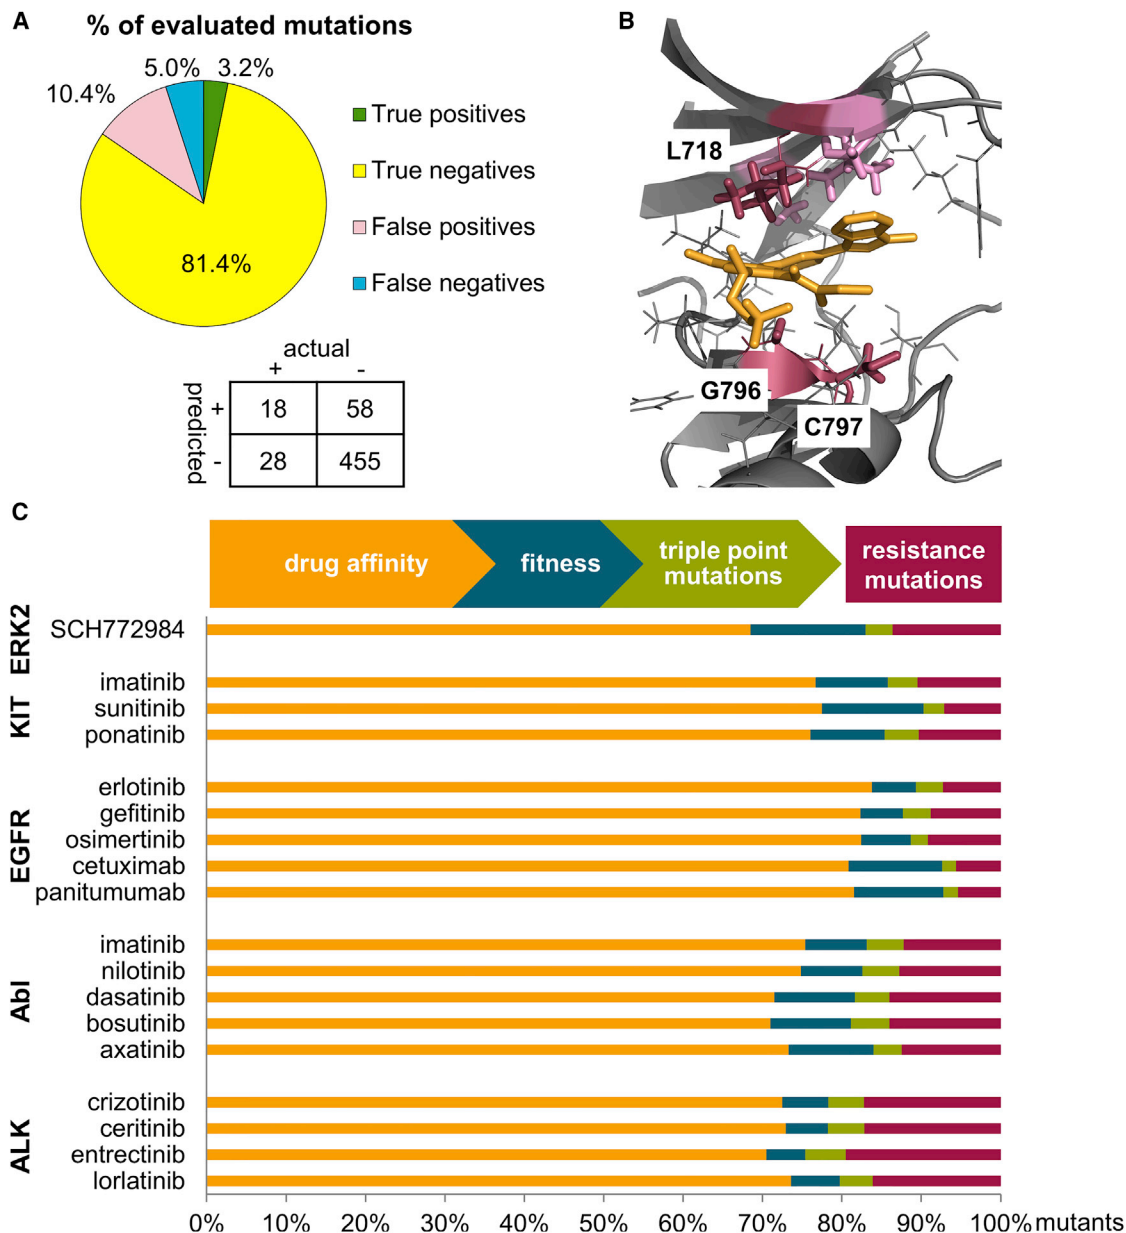 A
% of evaluated mutations
5.0%
3.2%
10.4%
81.4%
True positives
True negatives
False positives
False negatives
actual
+ -
predicted
+ 18 58
- 28 455
B
L718
G796
C797
C
drug affinity
fitness
triple point
mutations
resistance
mutations
ERK2
SCH772984
KIT
imatinib
sunitinib
ponatinib
EGFR
erlotinib
gefitinib
osimertinib
cetuximab
panitumumab
Abl
imatinib
nilotinib
dasatinib
bosutinib
axatinib
ALK
crizotinib
ceritinib
entrectinib
lorlatinib
0% 10% 20% 30% 40% 50% 60% 70% 80% 90% 100% mutants